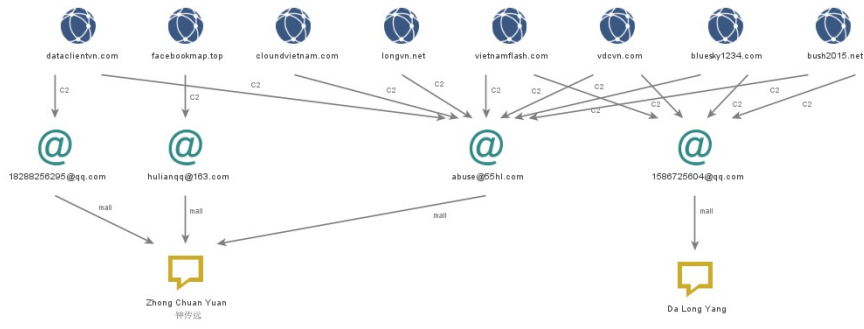 dataclientvn.com
facebookmap.top
cloundvietnam.com
longvn.net
vietnamflash.com
vdcvn.com
bluesky1234.com
bush2015.net
C2
C2
C2
C2
C2
C2
C2
C2
C2
C2
C2
C2
@
@
@
@
18288256295@qq.com
hulianqq@163.com
abuse@55hl.com
1586725604@qq.com
mail
mail
mail
mail
Zhong Chuan Yuan
钟传远
Da Long Yang